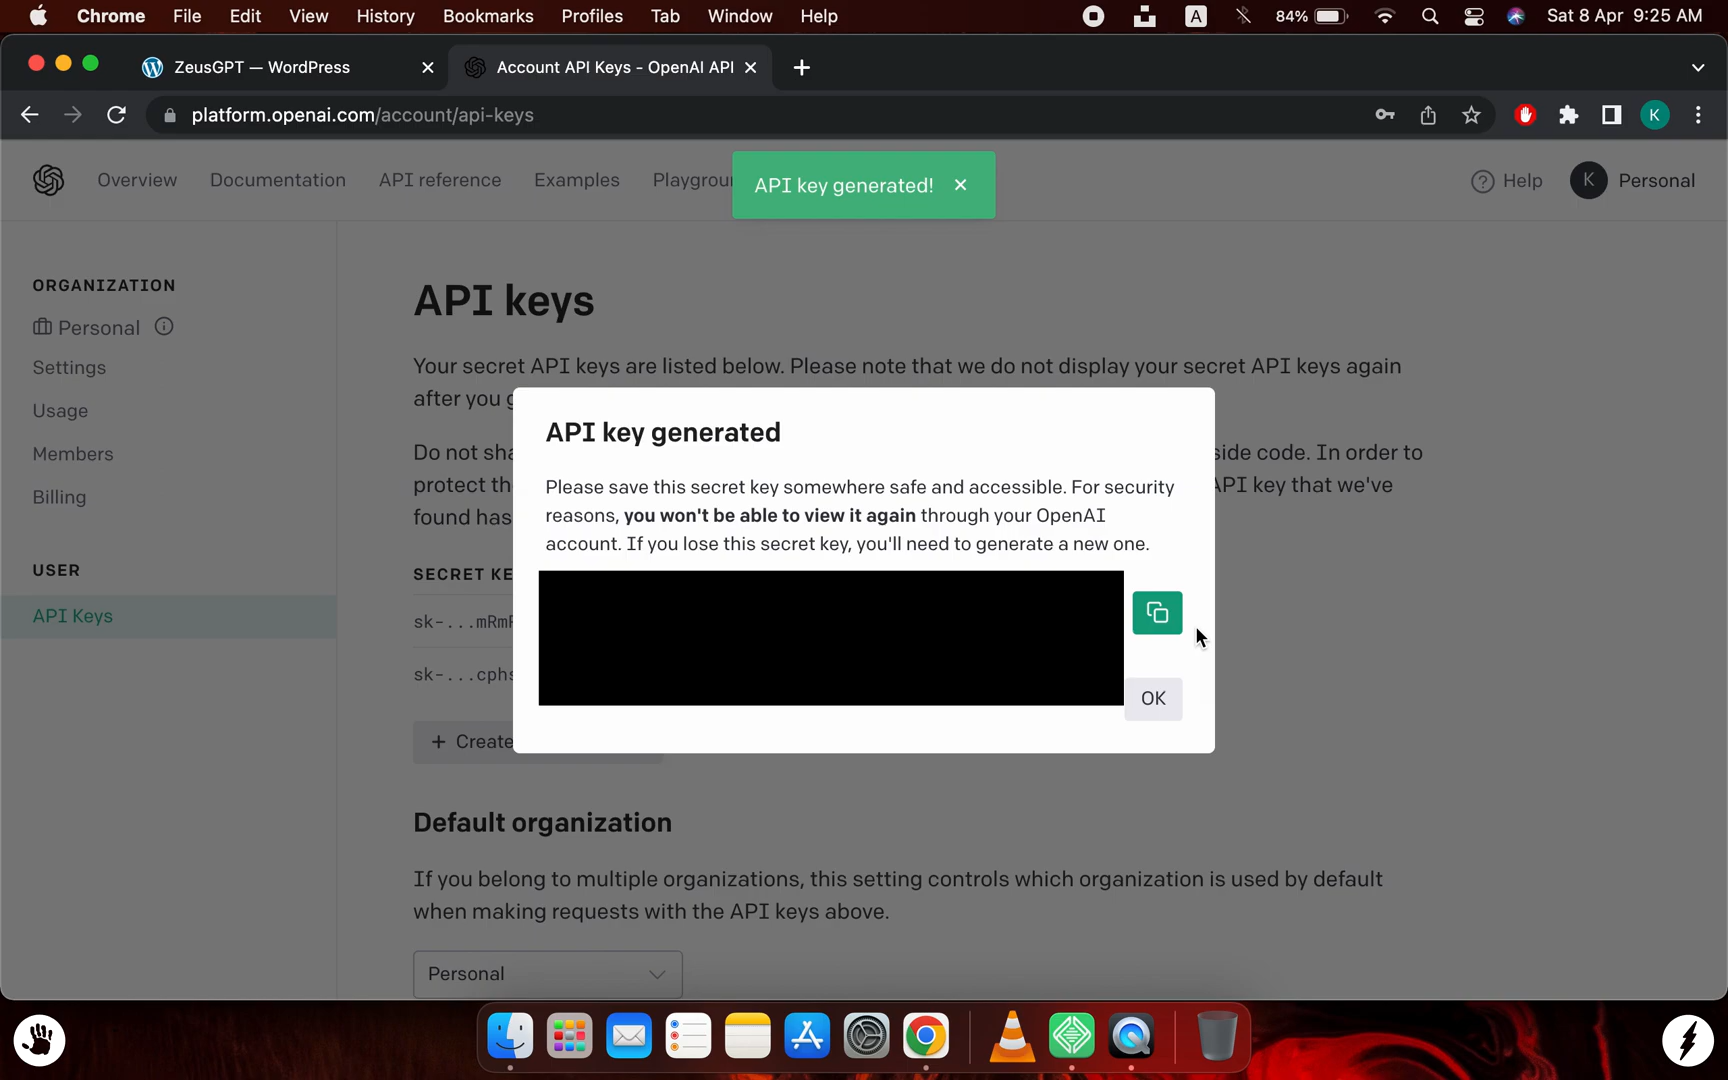 Chrome File Edit View History Bookmarks Profiles Tab Window Help A 84% Sat 8 Apr 9:25 AM
ZeusGPT — WordPress Account API Keys - OpenAI API
platform.openai.com/account/api-keys K
Overview Documentation API reference Examples Help K Personal
API key generated!
ORGANIZATION
Personal
Settings
Usage
Members
Billing
USER
API Keys
API keys
Your secret API keys are listed below. Please note that we do not display your secret API keys again
after you
Do not side code. In order to
protect API key that we've
found has
SECRET
sk-...
sk-...cphs
+ Create
API key generated
Please save this secret key somewhere safe and accessible. For security
reasons, you won't be able to view it again through your OpenAI
account. If you lose this secret key, you'll need to generate a new one.
OK
Default organization
If you belong to multiple organizations, this setting controls which organization is used by default
when making requests with the API keys above.
Personal